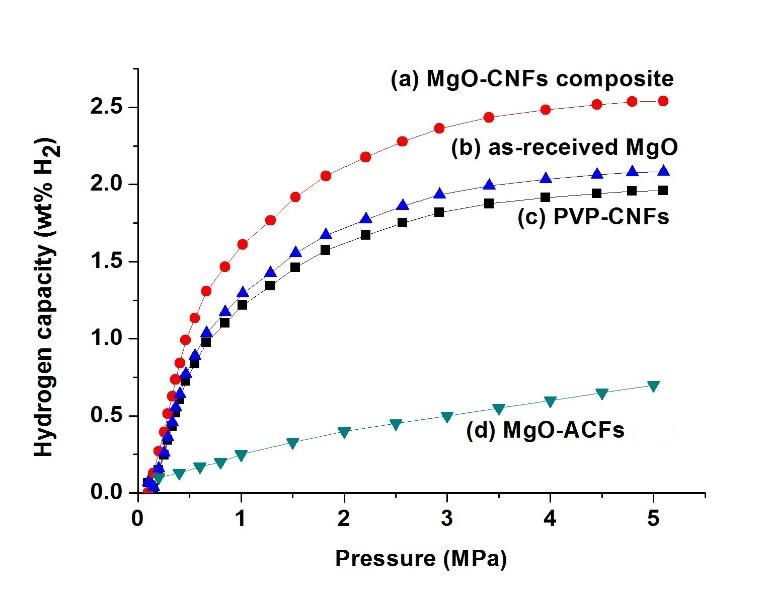 (a) MgO-CNFs composite
2.5
(b) as-received MgO
2.0
(c) PVP-CNFs
1.5
1.0
0.5
(d) MgO-ACFs
0.0
0 1 2 3 4 5
Hydrogen capacity (wt% H2)
Pressure (MPa)